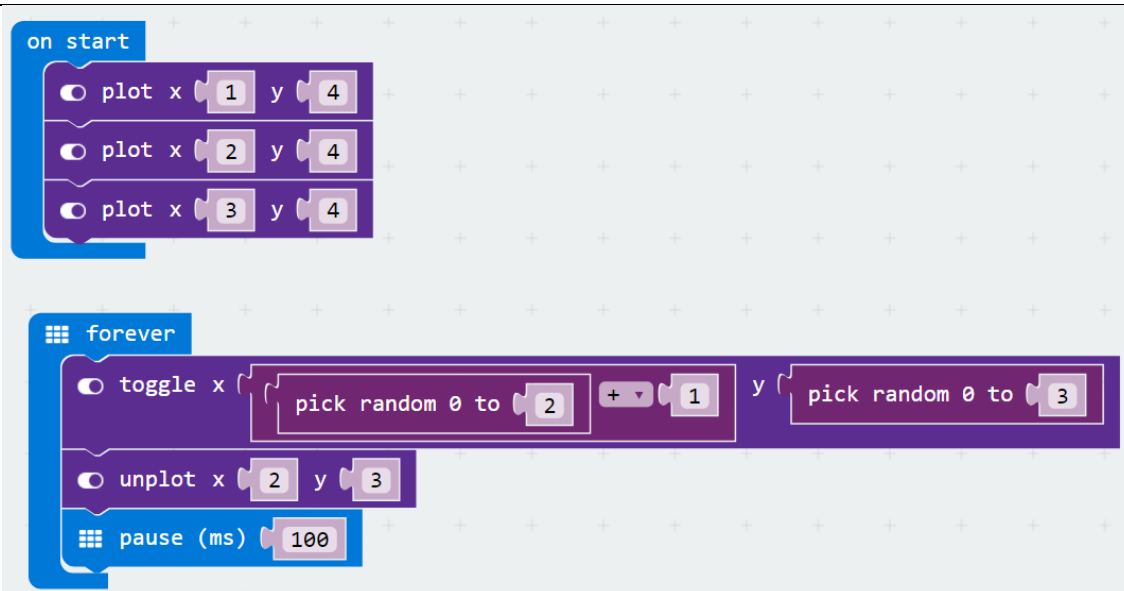 on start
plot x 1 y 4
plot x 2 y 4
plot x 3 y 4
forever
toggle x pick random 0 to 2 + 1 y pick random 0 to 3
unplot x 2 y 3
pause (ms) 100